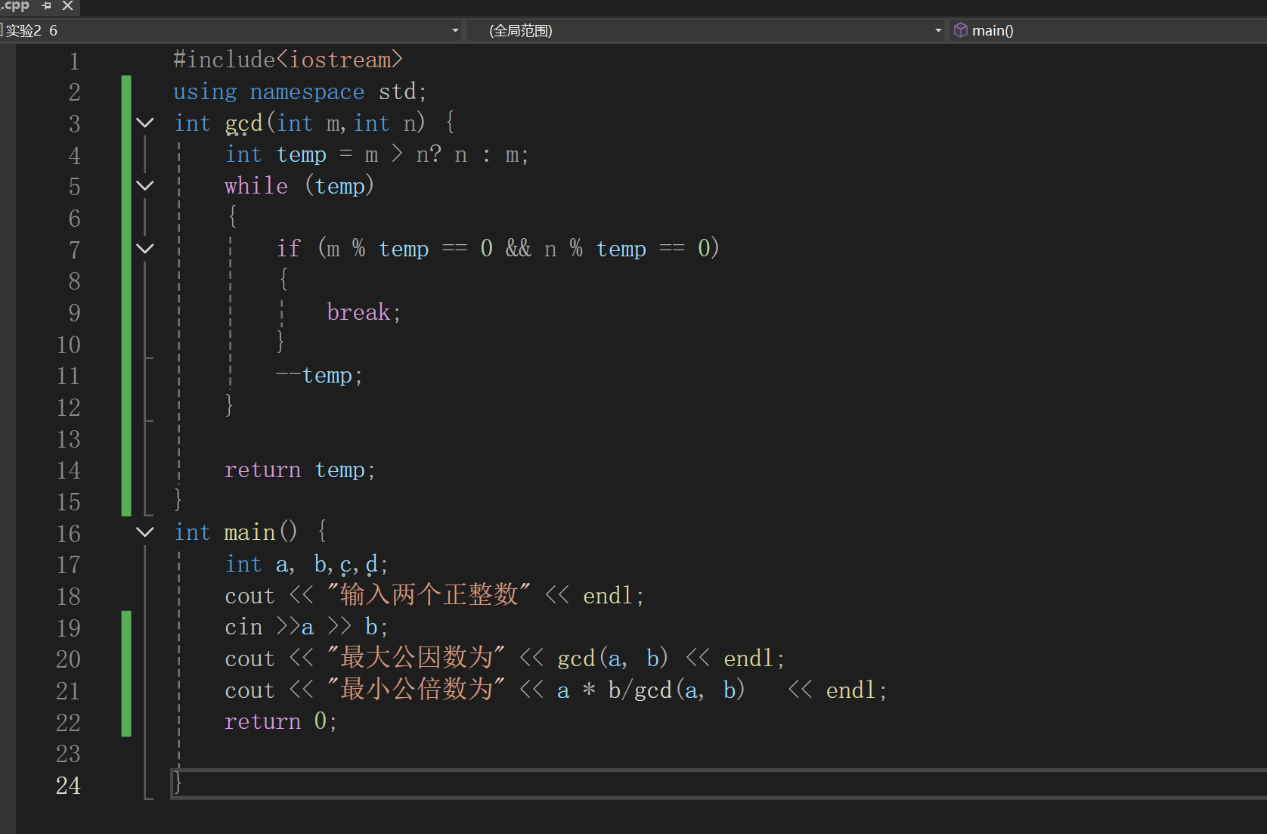 .cpp
实验2 6 (全局范围) main()
1 #include<iostream>
2 using namespace std;
3 int gcd(int m,int n) {
4 int temp = m > n? n : m;
5 while (temp)
6 {
7 if (m % temp == 0 && n % temp == 0)
8 {
9 break;
10 }
11 --temp;
12 }
13
14 return temp;
15 }
16 int main() {
17 int a, b,c,d;
18 cout << "输入两个正整数" << endl;
19 cin >>a >> b;
20 cout << "最大公因数为" << gcd(a, b) << endl;
21 cout << "最小公倍数为" << a * b/gcd(a, b) << endl;
22 return 0;
23
24 }